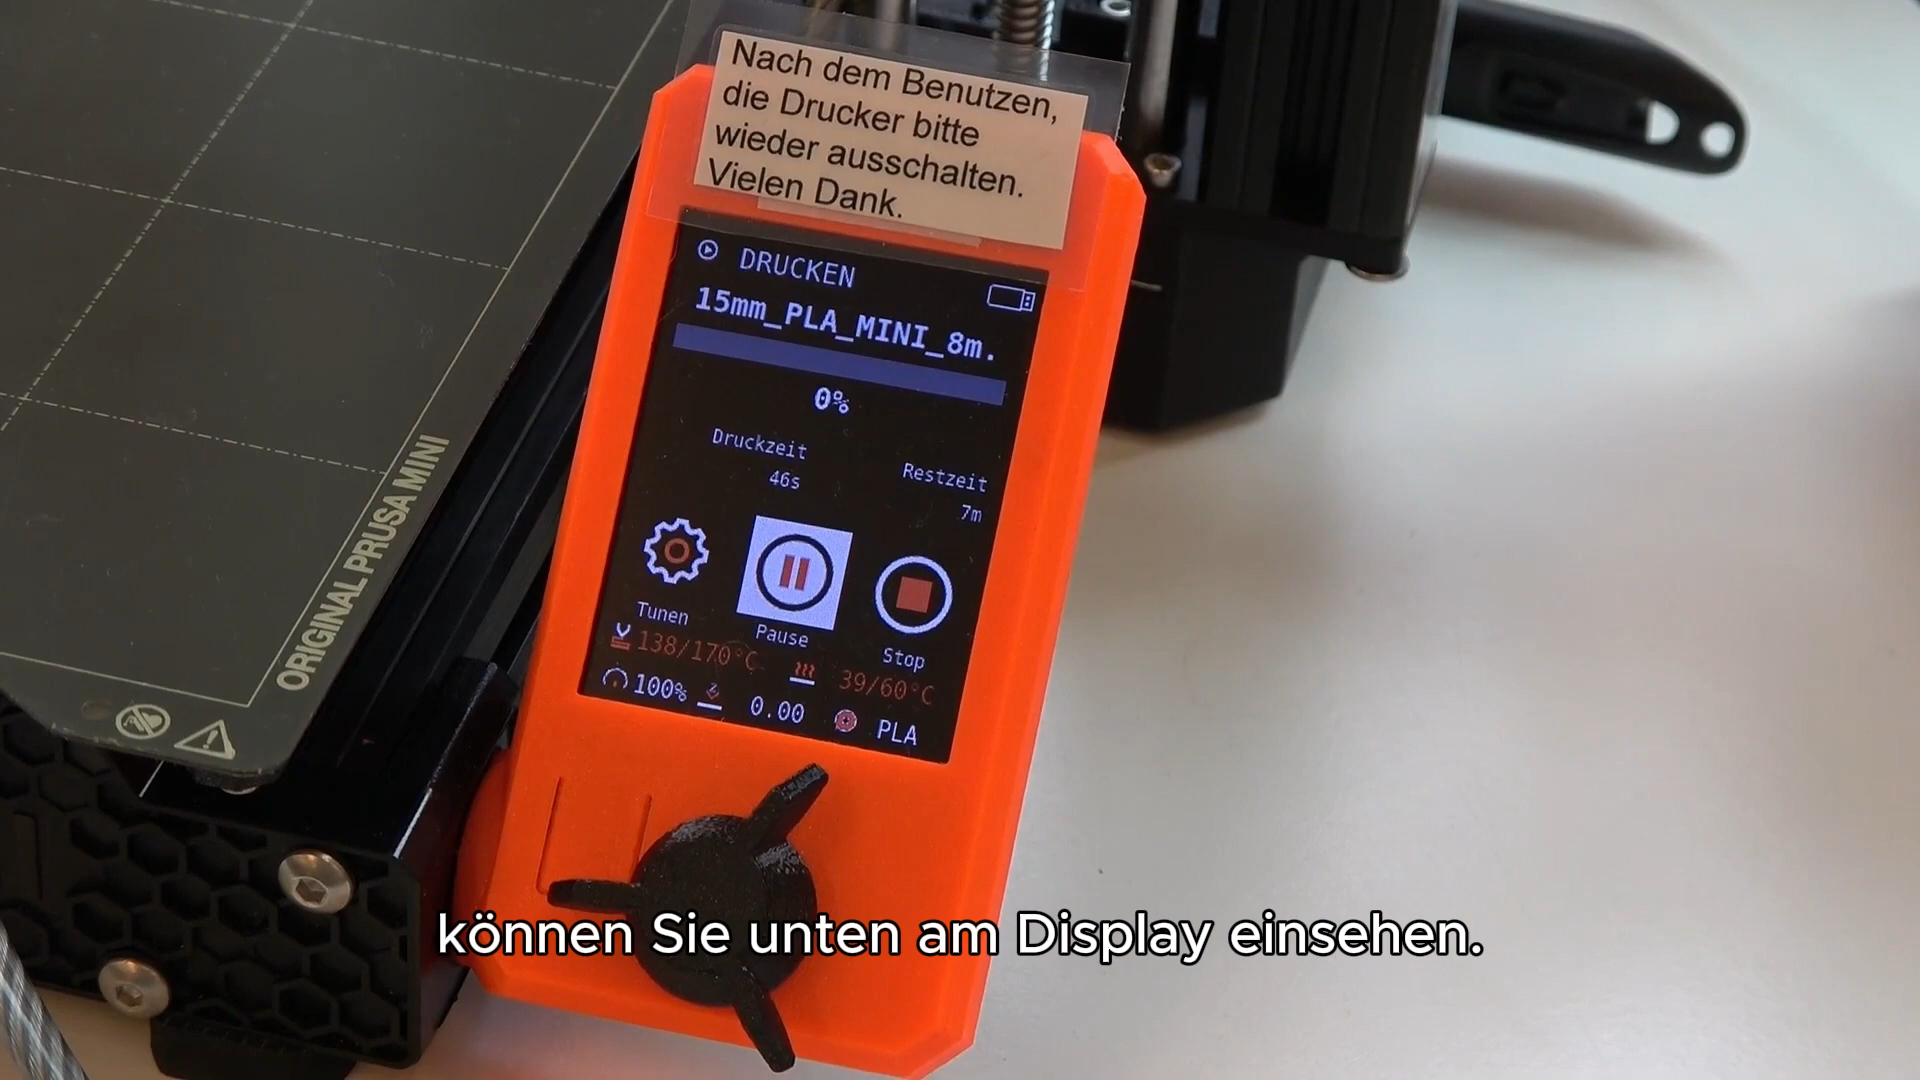 Nach dem Benutzen,
die Drucker bitte
wieder ausschalten.
Vielen Dank.
DRUCKEN
15mm_PLA_MINI_8m.
0%
Druckzeit
46s
Restzeit
7m
Tunen
Pause
Stop
138/170°C
39/60°C
100%
0.00
PLA
ORIGINAL PRUSA MINI
können Sie unten am Display einsehen.